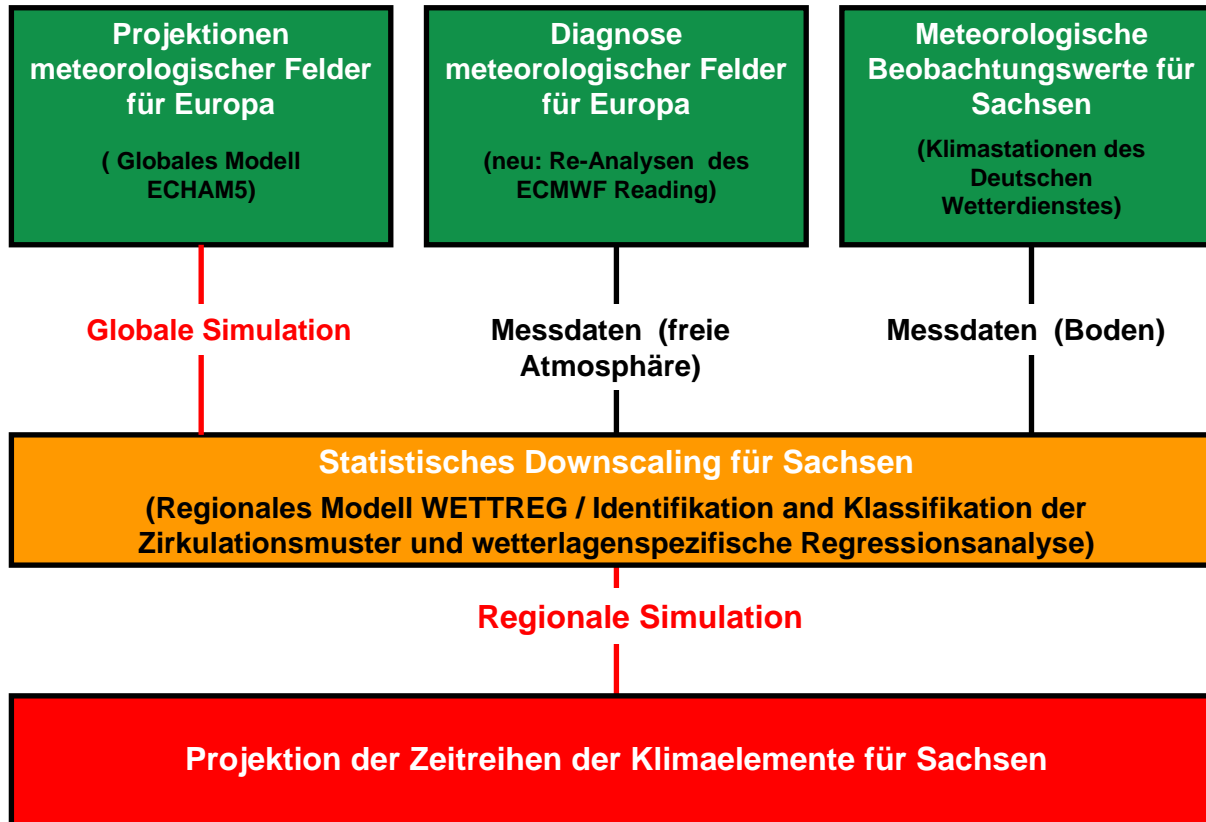 Projektionen
meteorologischer Felder
für Europa
( Globales Modell
ECHAM5)
Diagnose
meteorologischer Felder
für Europa
(neu: Re-Analysen des
ECMWF Reading)
Meteorologische
Beobachtungswerte für
Sachsen
(Klimastationen des
Deutschen
Wetterdienstes)
Globale Simulation
Messdaten (freie
Atmosphäre)
Messdaten (Boden)
Statistisches Downscaling für Sachsen
(Regionales Modell WETTREG / Identifikation and Klassifikation der
Zirkulationsmuster und wetterlagenspezifische Regressionsanalyse)
Regionale Simulation
Projektion der Zeitreihen der Klimaelemente für Sachsen